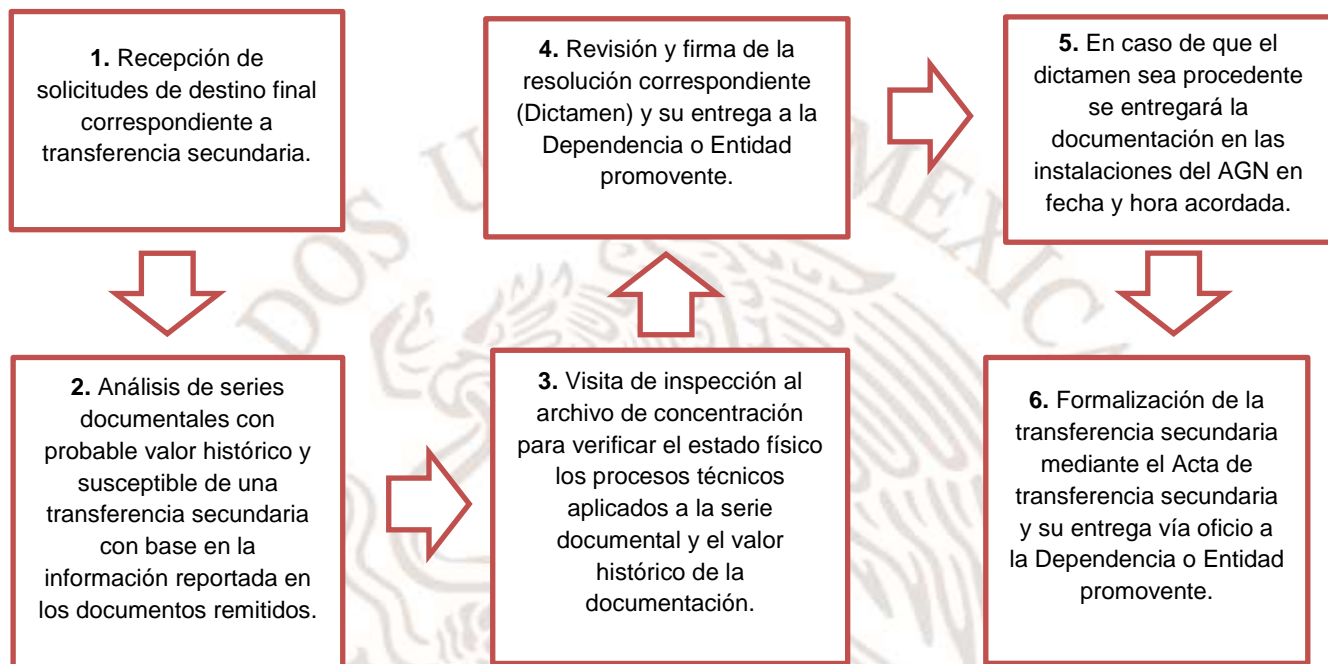 1. Recepción de
solicitudes de destino final
correspondiente a
transferencia secundaria.
2. Análisis de series
documentales con
probable valor histórico y
susceptible de una
transferencia secundaria
con base en la
información reportada en
los documentos remitidos.
3. Visita de inspección al
archivo de concentración
para verificar el estado físico
los procesos técnicos
aplicados a la serie
documental y el valor
histórico de la
documentación.
4. Revisión y firma de la
resolución correspondiente
(Dictamen) y su entrega a la
Dependencia o Entidad
promovente.
5. En caso de que el
dictamen sea procedente
se entregará la
documentación en las
instalaciones del AGN en
fecha y hora acordada.
6. Formalización de la
transferencia secundaria
mediante el Acta de
transferencia secundaria
y su entrega vía oficio a
la Dependencia o Entidad
promovente.
DOS U MEXICA